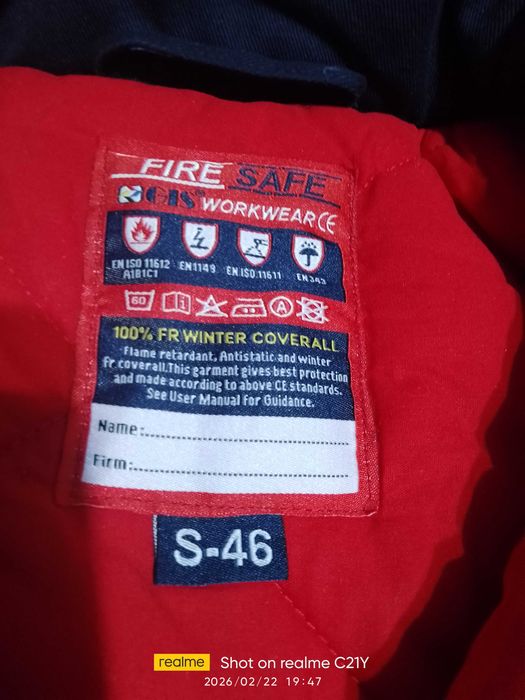 FIRE SAFE
GIS WORKWEAR CE
EN ISO 11612 EN1149 EN.ISO.11611 EN343
A1B1C1
60 i A
100% FR WINTER COVERALL
Flame retardant, Antistatic and winter
fr coverall.This garment gives best protection
and made according to above CE standards.
See User Manual for Guidance.
Name:
Firm:
S-46
realme Shot on realme C21Y
2026/02/22 19:47